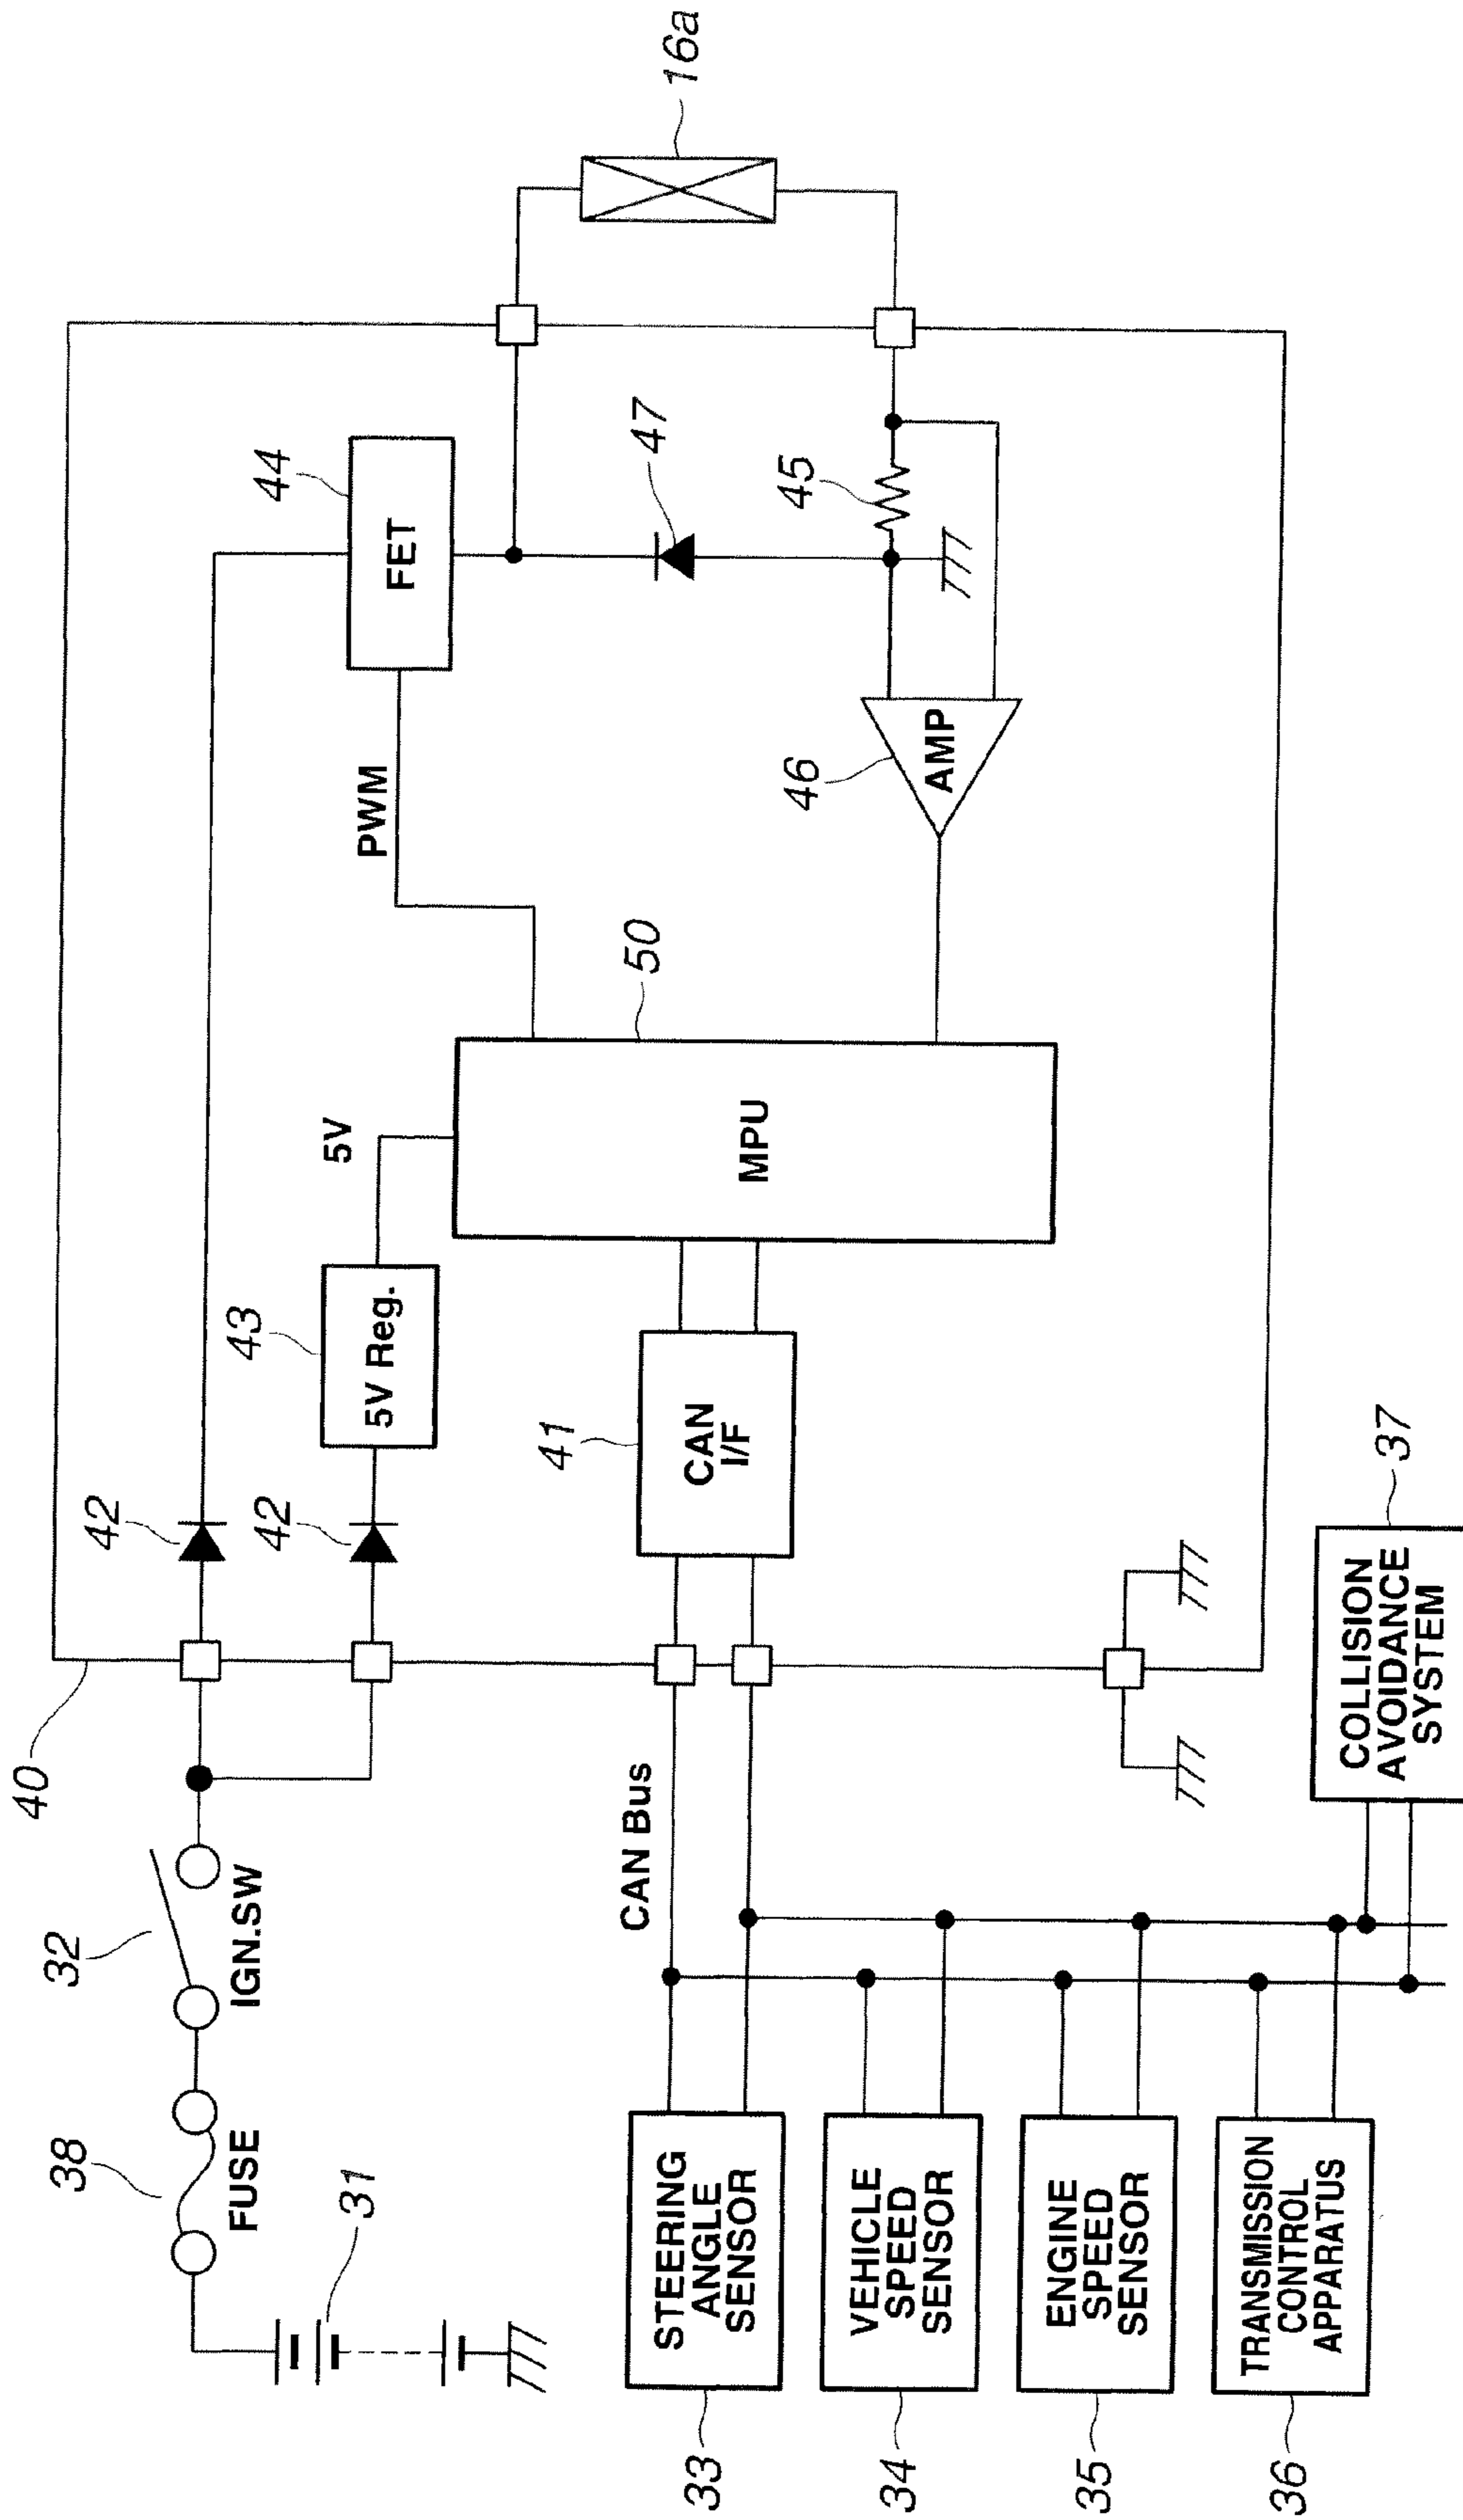 40
32
IGN.SW
38
FUSE
31
42
42
43
5V Reg.
5V
44
FET
PWM
47
16a
50
MPU
41
CAN
I/F
CAN Bus
46
AMP
45
33
STEERING
ANGLE
SENSOR
34
VEHICLE
SPEED
SENSOR
35
ENGINE
SPEED
SENSOR
36
TRANSMISSION
CONTROL
APPARATUS
37
COLLISION
AVOIDANCE
SYSTEM